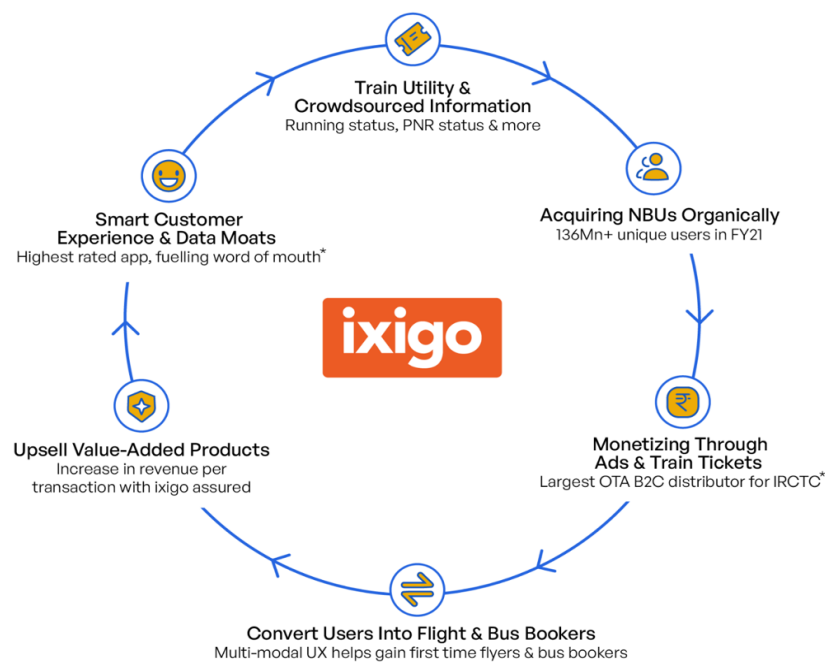 Train Utility &
Crowdsourced Information
Running status, PNR status & more
Acquiring NBUs Organically
136Mn+ unique users in FY21
Monetizing Through
Ads & Train Tickets
Largest OTA B2C distributor for IRCTC*
Convert Users Into Flight & Bus Bookers
Multi-modal UX helps gain first time flyers & bus bookers
Upsell Value-Added Products
Increase in revenue per
transaction with ixigo assured
Smart Customer
Experience & Data Moats
Highest rated app, fuelling word of mouth*
ixigo